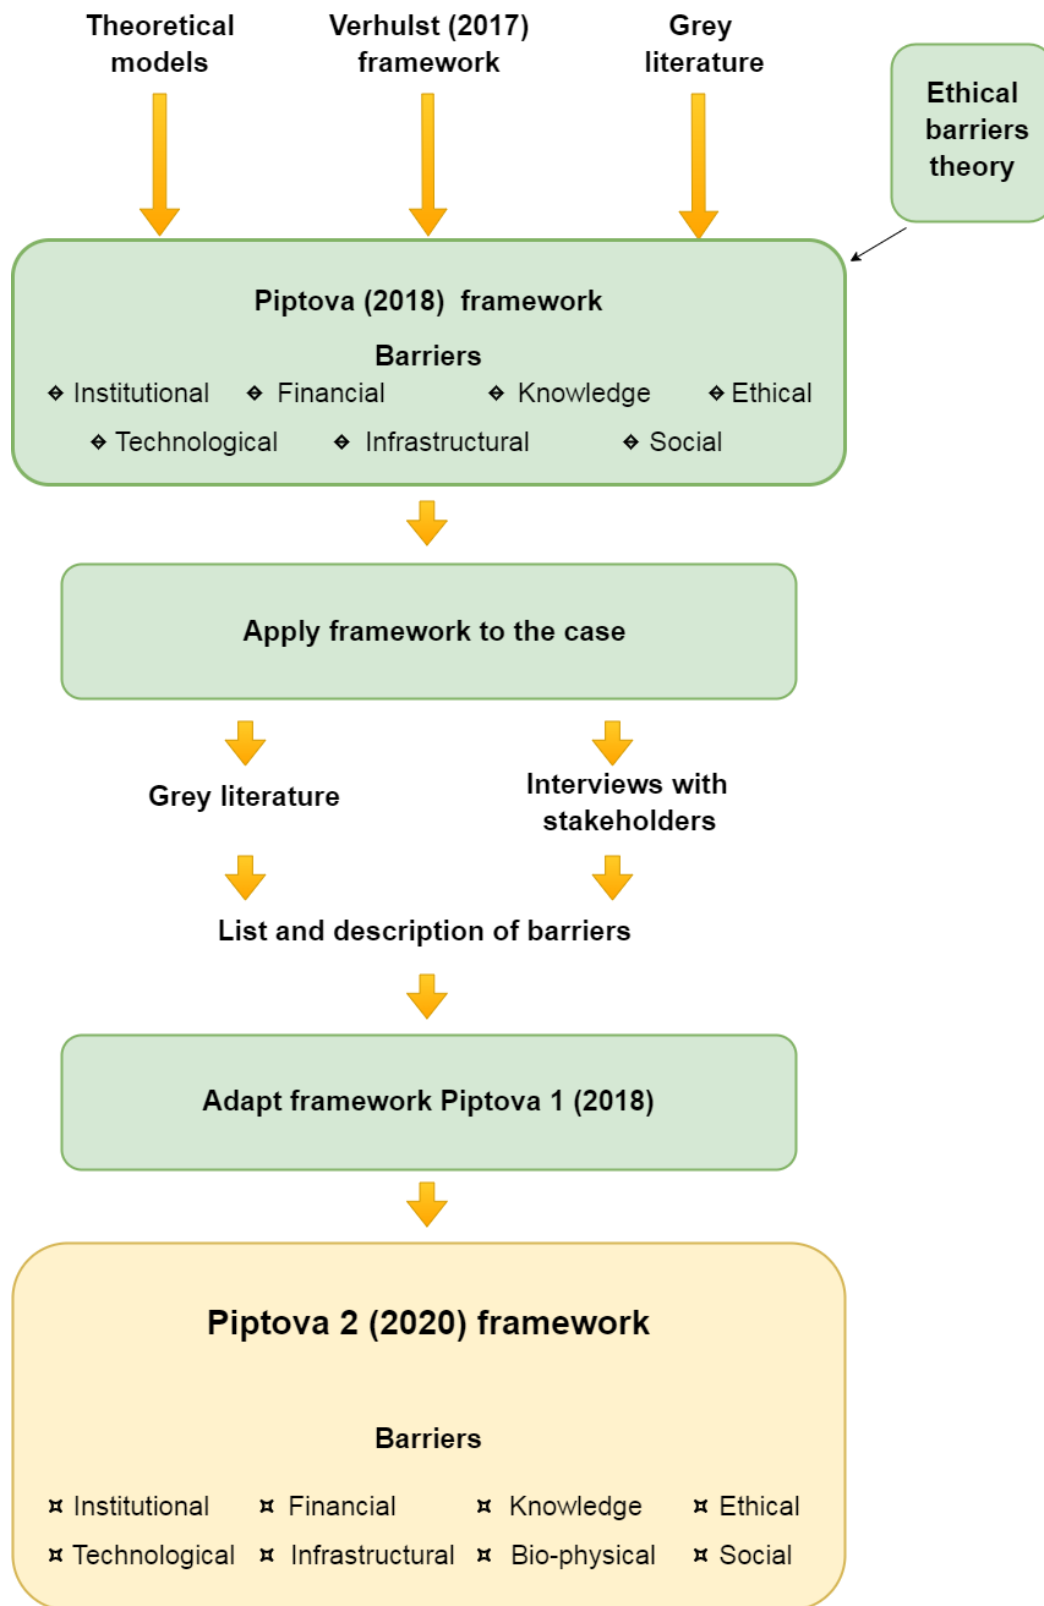 Theoretical
models
Verhulst (2017)
framework
Grey
literature
Ethical
barriers
theory
Piptova (2018) framework
Barriers
Institutional Financial Knowledge Ethical
Technological Infrastructural Social
Apply framework to the case
Grey literature
Interviews with
stakeholders
List and description of barriers
Adapt framework Piptova 1 (2018)
Piptova 2 (2020) framework
Barriers
Institutional Financial Knowledge Ethical
Technological Infrastructural Bio-physical Social